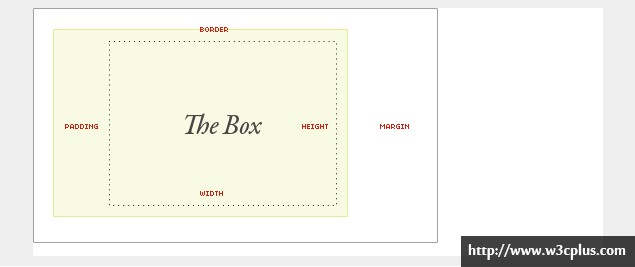 BORDER
The Box
PADDING
HEIGHT
MARGIN
WIDTH
http://www.w3cplus.com